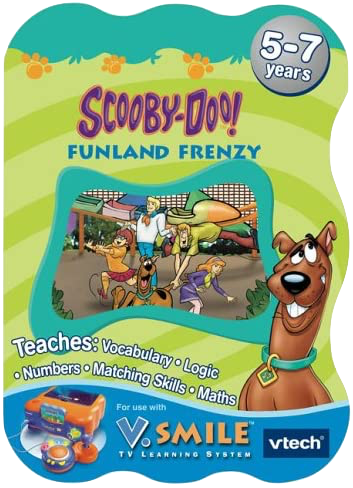 5-7
years
SCOOBY-DOO!
FUNLAND FRENZY
Teaches: Vocabulary • Logic
• Numbers • Matching Skills • Maths
For use with
V.SMILE™
TV LEARNING SYSTEM
vtech®